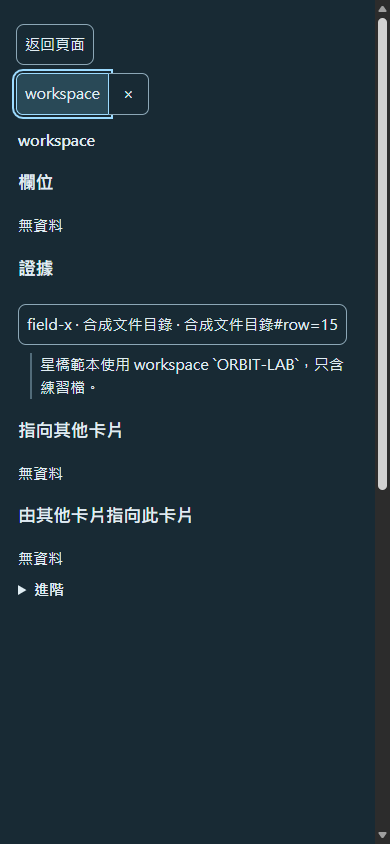 返回頁面
workspace ×
workspace
欄位
無資料
證據
field-x · 合成文件目錄 · 合成文件目錄#row=15
星橋範本使用 workspace `ORBIT-LAB`，只含
練習檔。
指向其他卡片
無資料
由其他卡片指向此卡片
無資料
▶ 進階